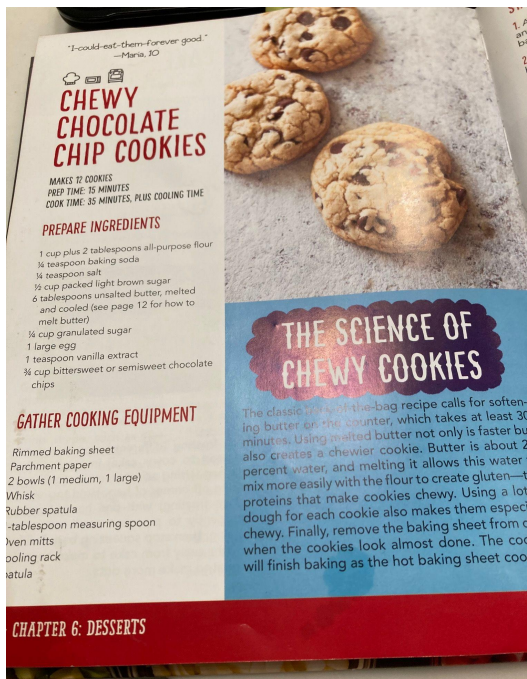 "I-could-eat-them-forever good."
—Maria, 10
CHEWY
CHOCOLATE
CHIP COOKIES
MAKES 12 COOKIES
PREP TIME: 15 MINUTES
COOK TIME: 35 MINUTES, PLUS COOLING TIME
PREPARE INGREDIENTS
1 cup plus 2 tablespoons all-purpose flour
¼ teaspoon baking soda
¼ teaspoon salt
½ cup packed light brown sugar
6 tablespoons unsalted butter, melted
and cooled (see page 12 for how to
melt butter)
¼ cup granulated sugar
1 large egg
1 teaspoon vanilla extract
¾ cup bittersweet or semisweet chocolate
chips
GATHER COOKING EQUIPMENT
Rimmed baking sheet
Parchment paper
2 bowls (1 medium, 1 large)
Whisk
Rubber spatula
-tablespoon measuring spoon
Oven mitts
ooling rack
patula
THE SCIENCE OF
CHEWY COOKIES
The classic of-the-bag recipe calls for soften-
ing butter on the counter, which takes at least 30
minutes. Using melted butter not only is faster bu
also creates a chewier cookie. Butter is about 2
percent water, and melting it allows this water
mix more easily with the flour to create gluten—t
proteins that make cookies chewy. Using a lot
dough for each cookie also makes them especi
chewy. Finally, remove the baking sheet from o
when the cookies look almost done. The coo
will finish baking as the hot baking sheet coo
CHAPTER 6: DESSERTS
1. A
an
ba
2